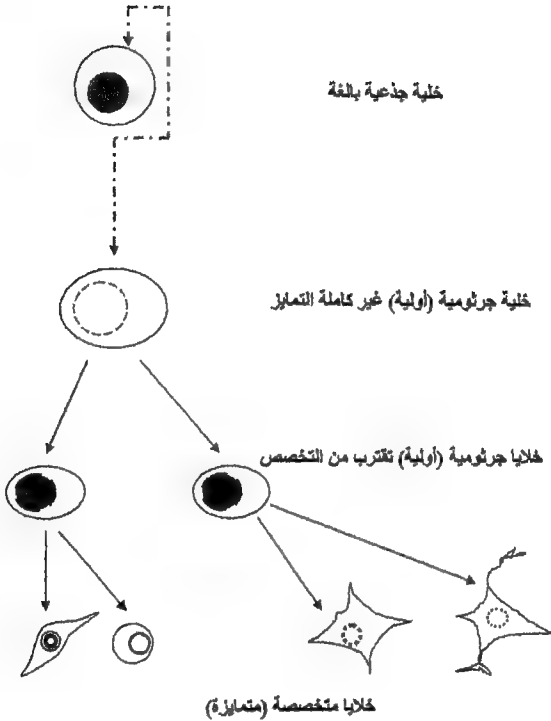 خلية جذعية بالغة
خلية جرثومية (أولية) غير كاملة التمايز
خلايا جرثومية (أولية) تقترب من التخصص
خلايا متخصصة (متمايزة)